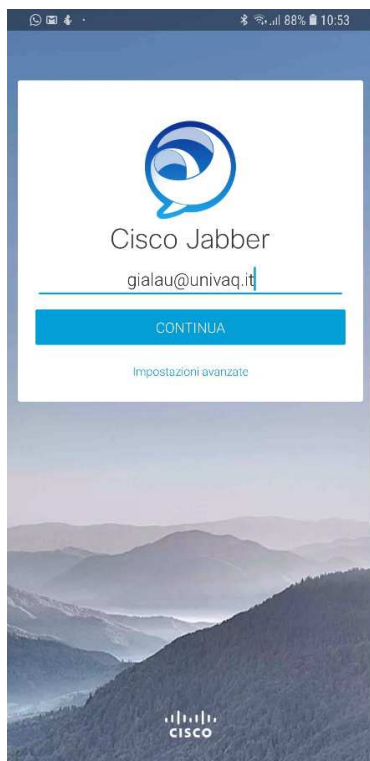 88% 10:53
Cisco Jabber
gialau@univaq.it
CONTINUA
Impostazioni avanzate
CISCO